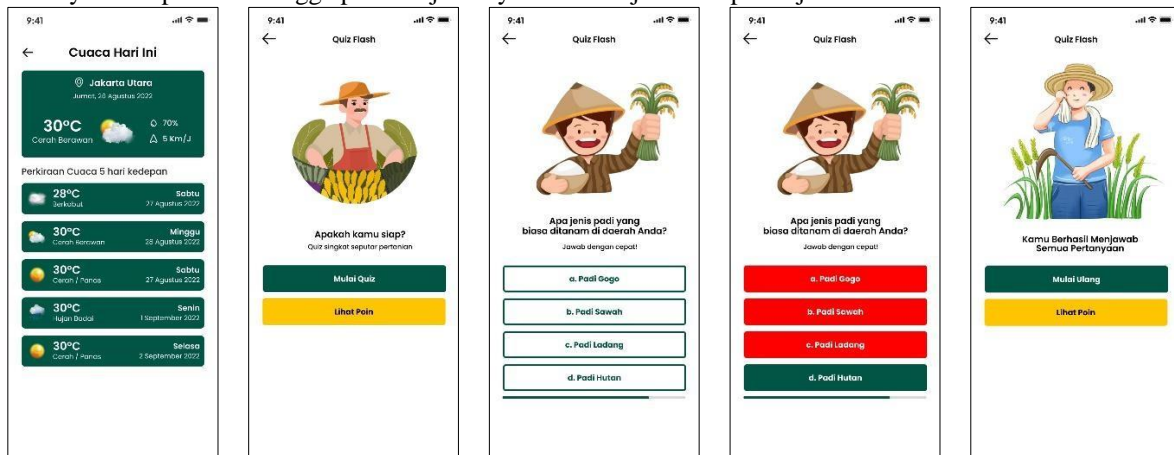 9:41
Cuaca Hari Ini
Jakarta Utara
Jumat, 26 Agustus 2022
30°C
Cerah Berawan
70%
5 Km/J
Perkiraan Cuaca 5 hari kedepan
28°C
Berkabut
Sabtu
27 Agustus 2022
30°C
Cerah Berawan
Minggu
28 Agustus 2022
30°C
Cerah / Panas
Sabtu
27 Agustus 2022
30°C
Hujan Badai
Senin
1 September 2022
30°C
Cerah / Panas
Selasa
2 September 2022
9:41
Quiz Flash
Apakah kamu siap?
Quiz singkat seputar pertanian
Mulai Quiz
Lihat Poin
9:41
Quiz Flash
Apa jenis padi yang
biasa ditanam di daerah Anda?
Jawab dengan cepat!
a. Padi Gogo
b. Padi Sawah
c. Padi Ladang
d. Padi Hutan
9:41
Quiz Flash
Apa jenis padi yang
biasa ditanam di daerah Anda?
Jawab dengan cepat!
a. Padi Gogo
b. Padi Sawah
c. Padi Ladang
d. Padi Hutan
9:41
Quiz Flash
Kamu Berhasil Menjawab
Semua Pertanyaan
Mulai Ulang
Lihat Poin